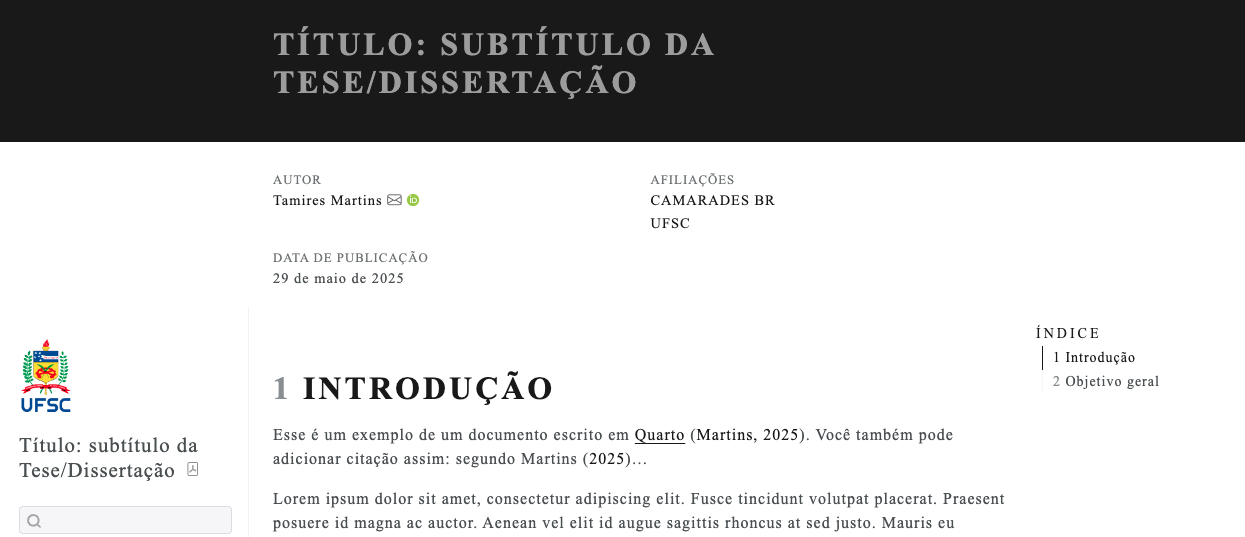 TÍTULO: SUBTÍTULO DA
TESE/DISSERTAÇÃO
AUTOR
Tamires Martins
AFILIAÇÕES
CAMARADES BR
UFSC
DATA DE PUBLICAÇÃO
29 de maio de 2025
UFSC
Título: subtítulo da
Tese/Dissertação
1 INTRODUÇÃO
Esse é um exemplo de um documento escrito em Quarto (Martins, 2025). Você também pode
adicionar citação assim: segundo Martins (2025)…
Lorem ipsum dolor sit amet, consectetur adipiscing elit. Fusce tincidunt volutpat placerat. Praesent
posuere id magna ac auctor. Aenean vel elit id augue sagittis rhoncus at sed justo. Mauris eu
ÍNDICE
1 Introdução
2 Objetivo geral